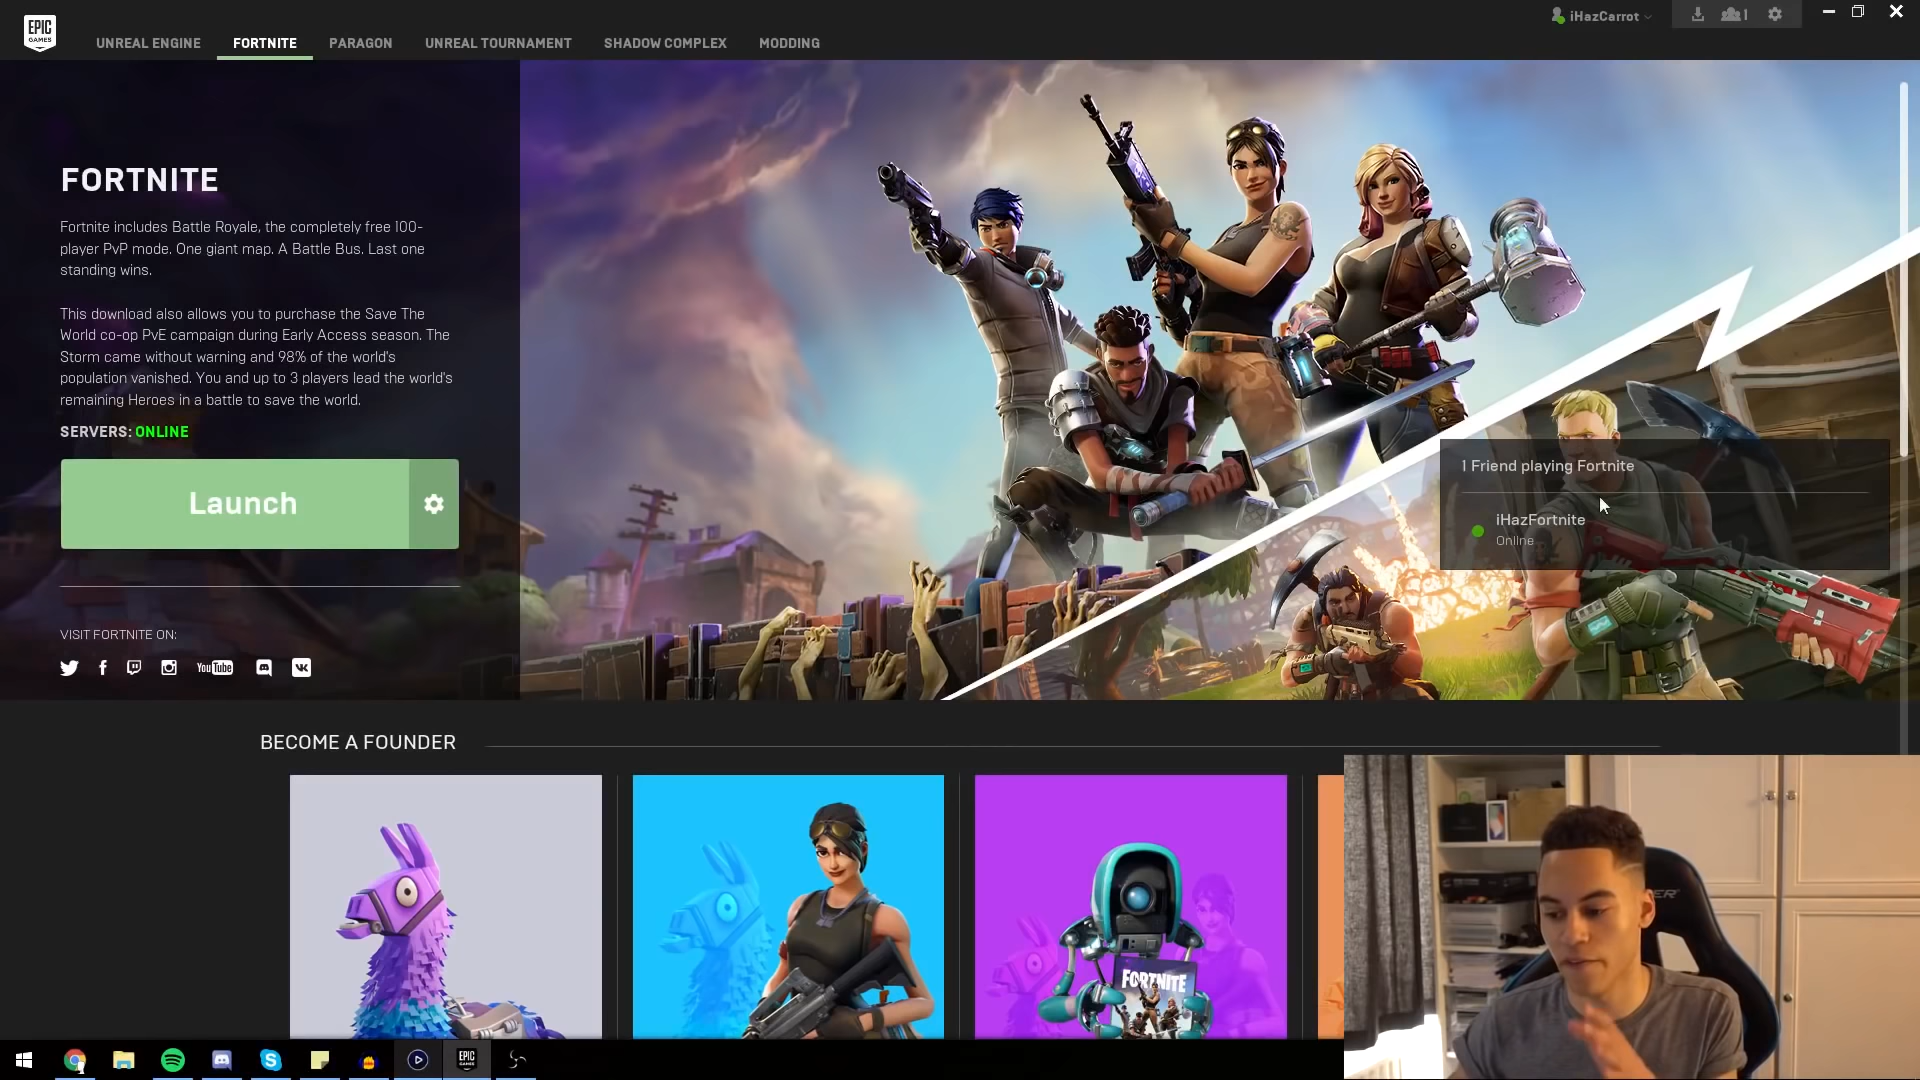 EPIC
GAMES
UNREAL ENGINE
FORTNITE
PARAGON
UNREAL TOURNAMENT
SHADOW COMPLEX
MODDING
iHazCarrot
1
FORTNITE
Fortnite includes Battle Royale, the completely free 100-
player PvP mode. One giant map. A Battle Bus. Last one
standing wins.
This download also allows you to purchase the Save The
World co-op PvE campaign during Early Access season. The
Storm came without warning and 98% of the world's
population vanished. You and up to 3 players lead the world's
remaining Heroes in a battle to save the world.
SERVERS: ONLINE
Launch
1 Friend playing Fortnite
iHazFortnite
Online
VISIT FORTNITE ON:
YouTube
BECOME A FOUNDER
FORTNITE
EPIC
GAMES